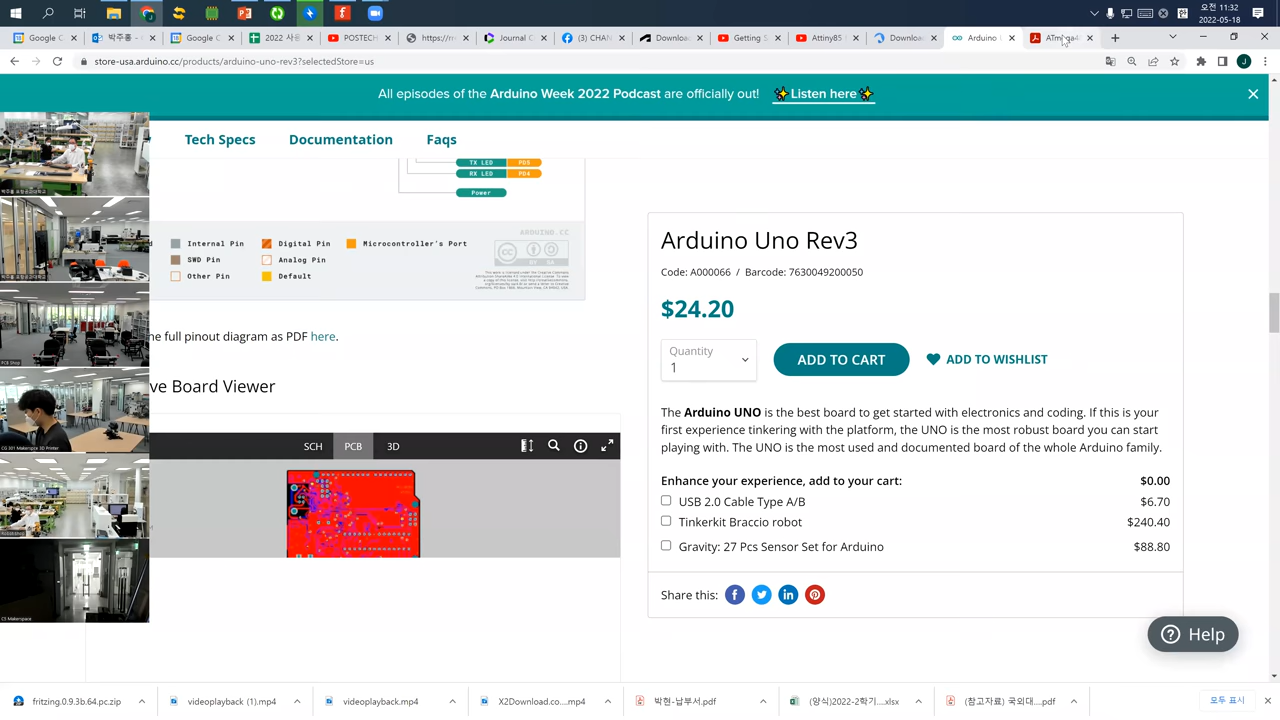 오전 11:32
2022-05-18
Google C
박주홍 -
Google C
2022 사용
POSTECH
https://m
Journal C
(3) CHAN
Download
Getting S
Attiny85
Download
Arduino U
ATmega4
store-usa.arduino.cc/products/arduino-uno-rev3?selectedStore=us
J
All episodes of the Arduino Week 2022 Podcast are officially out! ✨Listen here✨
Tech Specs
Documentation
Faqs
TX LED PD5
RX LED PD4
Power
ARDUINO.CC
Internal Pin
Digital Pin
Microcontroller's Port
SWD Pin
Analog Pin
Other Pin
Default
ne full pinout diagram as PDF here.
ve Board Viewer
SCH
PCB
3D
Arduino Uno Rev3
Code: A000066 / Barcode: 7630049200050
$24.20
Quantity
1
ADD TO CART
ADD TO WISHLIST
The Arduino UNO is the best board to get started with electronics and coding. If this is your
first experience tinkering with the platform, the UNO is the most robust board you can start
playing with. The UNO is the most used and documented board of the whole Arduino family.
Enhance your experience, add to your cart: $0.00
USB 2.0 Cable Type A/B $6.70
Tinkerkit Braccio robot $240.40
Gravity: 27 Pcs Sensor Set for Arduino $88.80
Share this:
Help
PCB Shop
CS Makerspace
fritzing.0.9.3b.64.pc.zip
videoplayback (1).mp4
videoplayback.mp4
X2Download.co....mp4
박현-납부서.pdf
(양식)2022-2학기....xlsx
(참고자료) 국외대....pdf
모두 표시